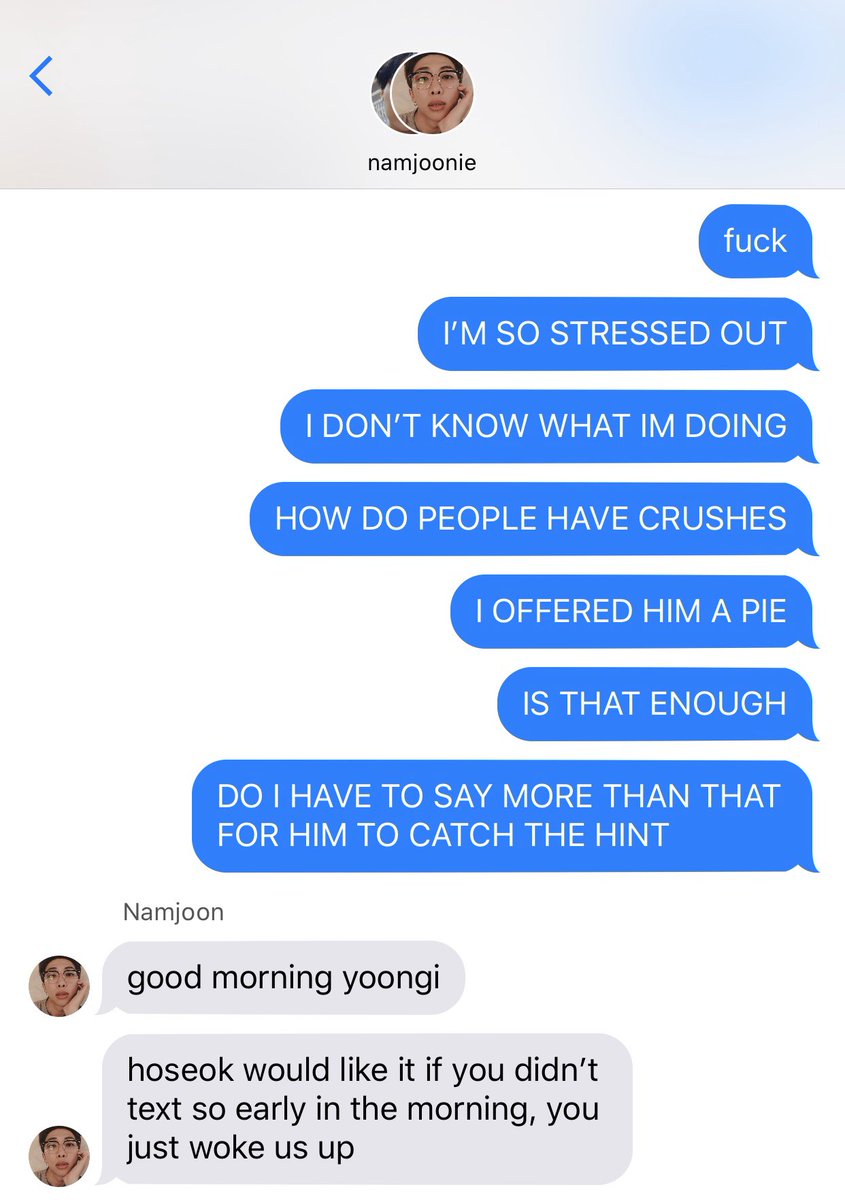 namjoonie
fuck
I’M SO STRESSED OUT
I DON’T KNOW WHAT IM DOING
HOW DO PEOPLE HAVE CRUSHES
I OFFERED HIM A PIE
IS THAT ENOUGH
DO I HAVE TO SAY MORE THAN THAT
FOR HIM TO CATCH THE HINT
Namjoon
good morning yoongi
hoseok would like it if you didn’t
text so early in the morning, you
just woke us up